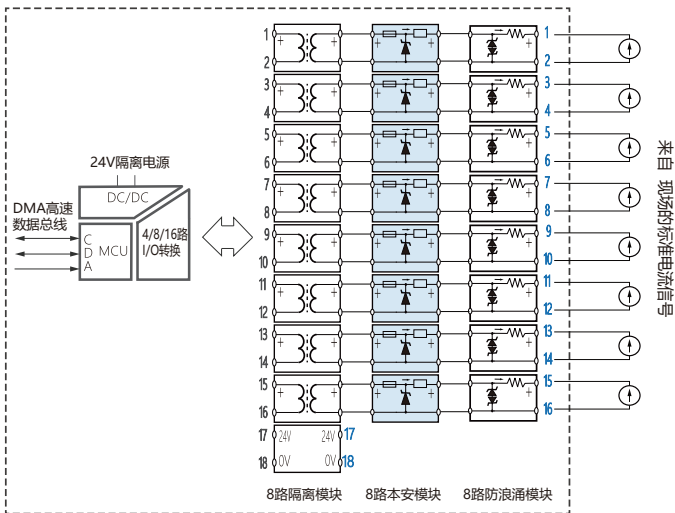 24V隔离电源
DC/DC
DMA高速
数据总线
C
D
A
MCU
4/8/16路
I/O转换
1
2
3
4
5
6
7
8
9
10
11
12
13
14
15
16
17
18
24V
24V
17
0V
0V
18
1
2
3
4
5
6
7
8
9
10
11
12
13
14
15
16
来自 现场的标准电流信号
8路隔离模块
8路本安模块
8路防浪涌模块